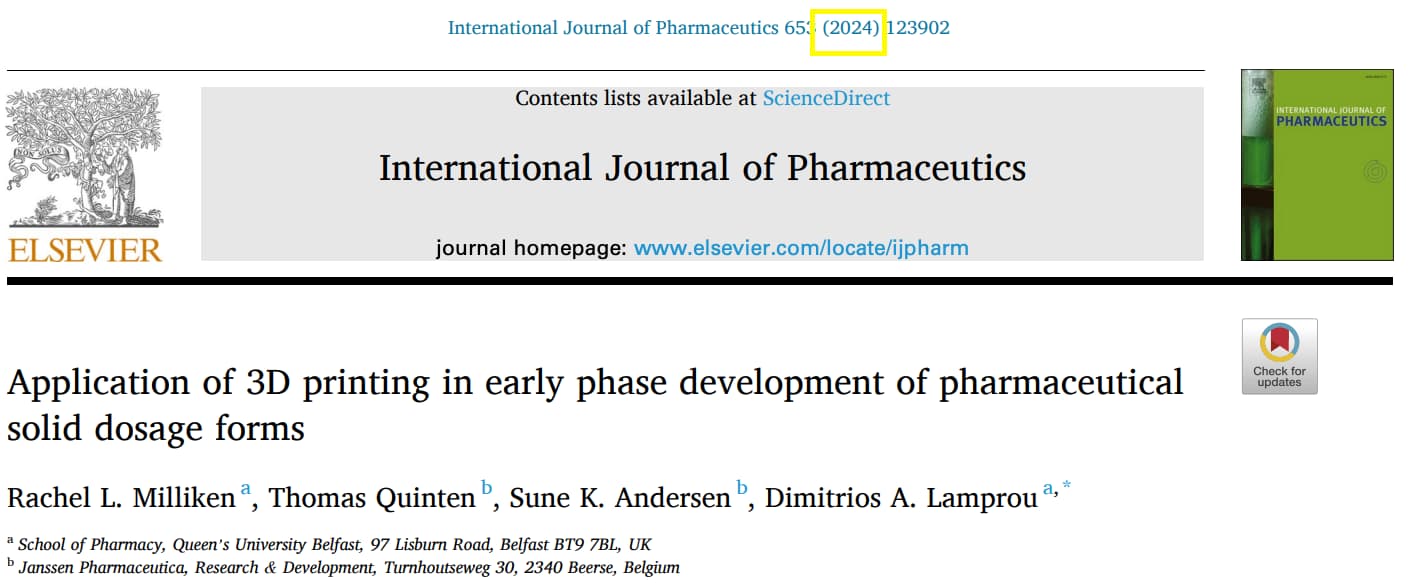 International Journal of Pharmaceutics 653 (2024) 123902
Contents lists available at ScienceDirect
International Journal of Pharmaceutics
journal homepage: www.elsevier.com/locate/ijpharm
NON SOLUS
ELSEVIER
INTERNATIONAL JOURNAL OF
PHARMACEUTICS
Check for
updates
Application of 3D printing in early phase development of pharmaceutical
solid dosage forms
Rachel L. Milliken a, Thomas Quinten b, Sune K. Andersen b, Dimitrios A. Lamprou a,*
a School of Pharmacy, Queen's University Belfast, 97 Lisburn Road, Belfast BT9 7BL, UK
b Janssen Pharmaceutica, Research & Development, Turnhoutseweg 30, 2340 Beerse, Belgium